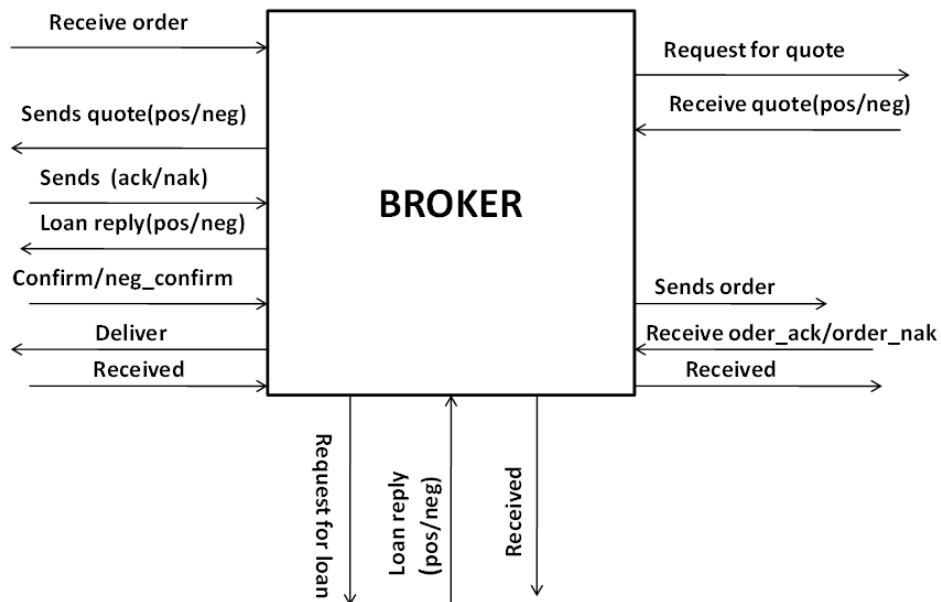 Receive order
Sends quote(pos/neg)
Sends (ack/nak)
Loan reply(pos/neg)
Confirm/neg_confirm
Deliver
Received
BROKER
Request for quote
Receive quote(pos/neg)
Sends order
Receive oder_ack/order_nak
Received
Request for loan
Loan reply
(pos/neg)
Received